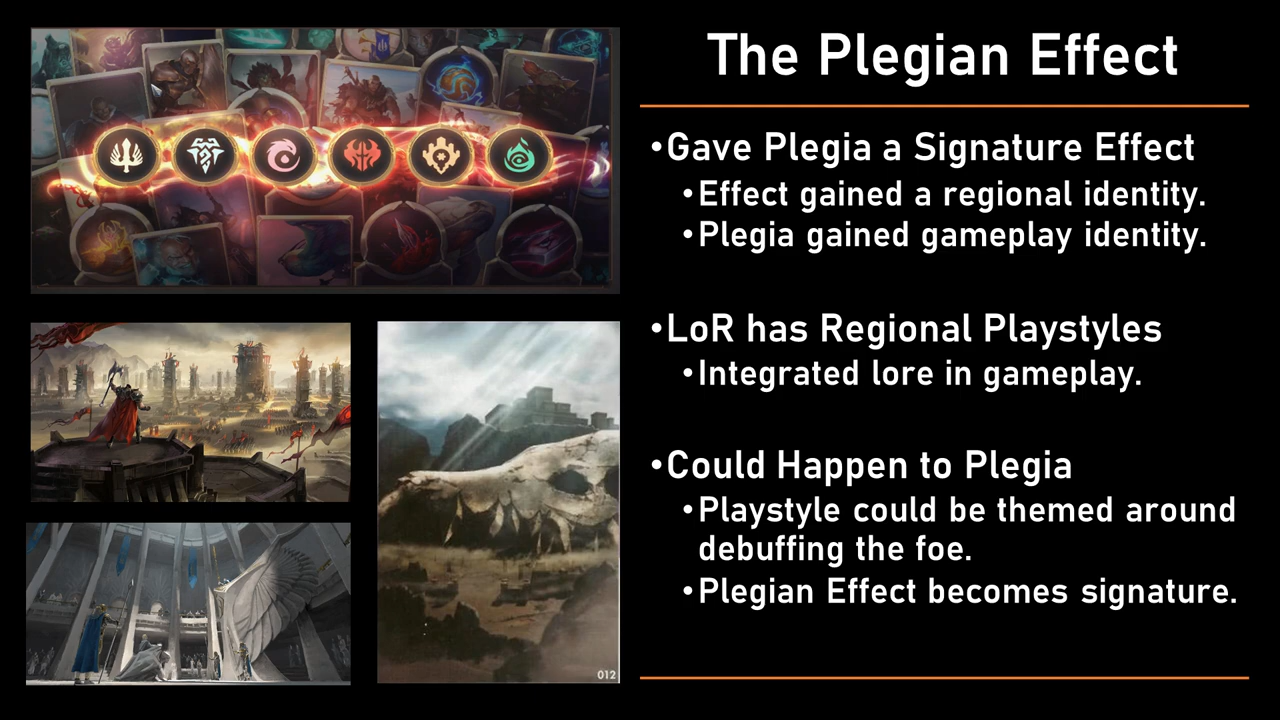 The Plegian Effect
•Gave Plegia a Signature Effect
•Effect gained a regional identity.
•Plegia gained gameplay identity.
•LoR has Regional Playstyles
•Integrated lore in gameplay.
•Could Happen to Plegia
•Playstyle could be themed around
debuffing the foe.
•Plegian Effect becomes signature.
012